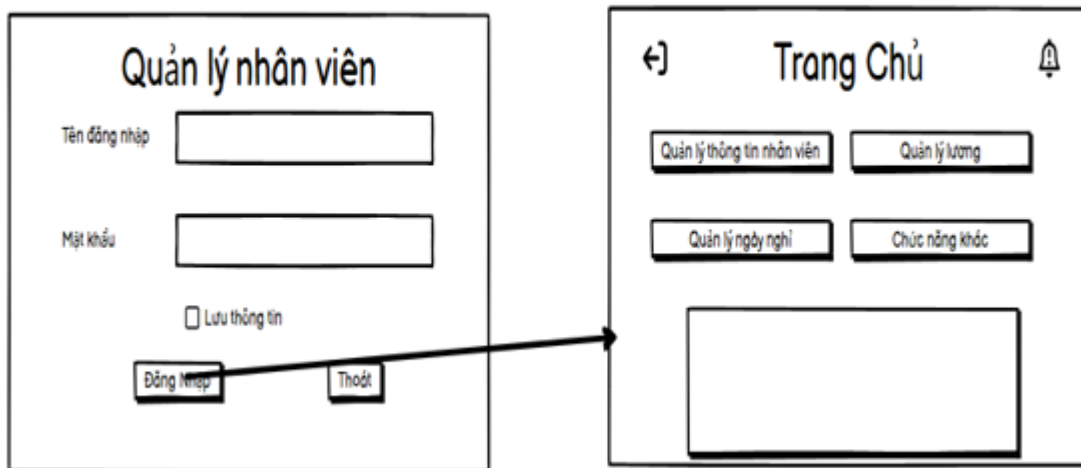 Quản lý nhân viên
Tên đăng nhập
Mật khẩu
Lưu thông tin
Đăng Nhập
Thoát
Trang Chủ
Quản lý thông tin nhân viên
Quản lý lương
Quản lý ngày nghỉ
Chức năng khác